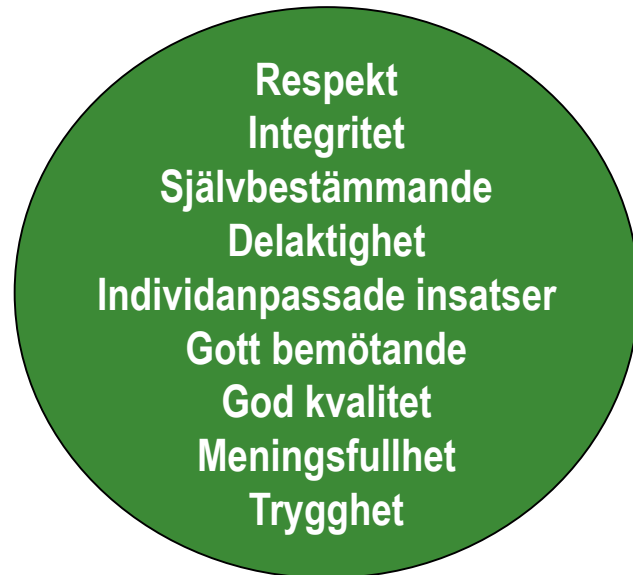 Respekt
Integritet
Självbestämmande
Delaktighet
Individanpassade insatser
Gott bemötande
God kvalitet
Meningsfullhet
Trygghet